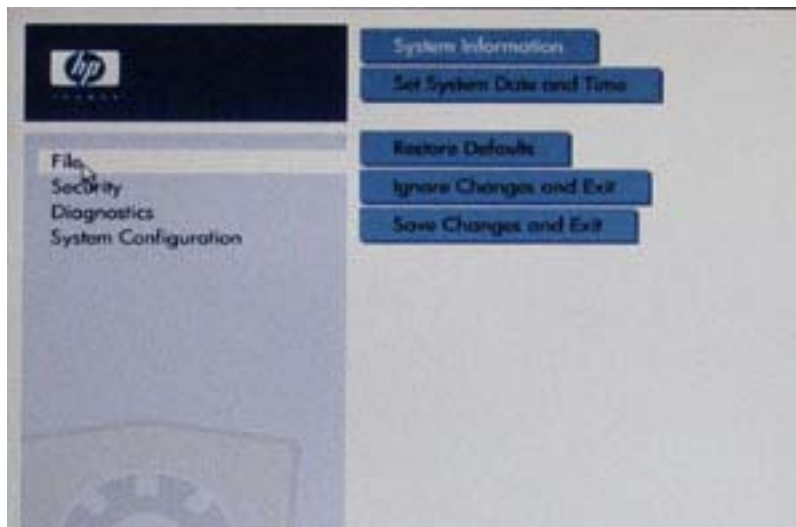 hp
invent
File
Security
Diagnostics
System Configuration
System Information
Set System Date and Time
Restore Defaults
Ignore Changes and Exit
Save Changes and Exit